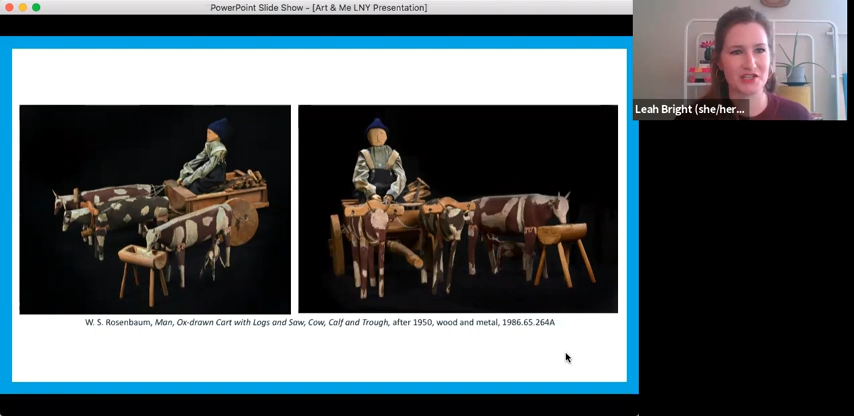 PowerPoint Slide Show - [Art & Me LNY Presentation]
Leah Bright (she/her...
W. S. Rosenbaum, Man, Ox-drawn Cart with Logs and Saw, Cow, Calf and Trough, after 1950, wood and metal, 1986.65.264A